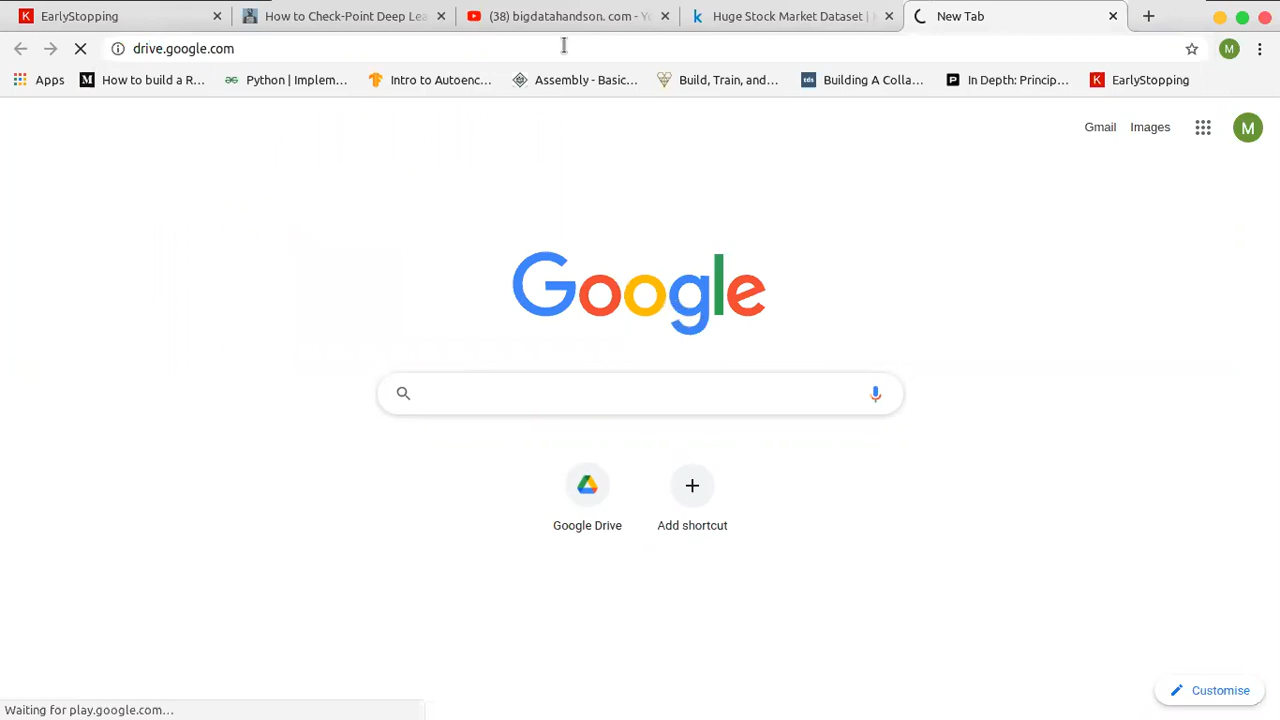 EarlyStopping
How to Check-Point Deep Lea
(38) bigdatahandson. com - Yo
Huge Stock Market Dataset | K
New Tab
drive.google.com
M
Apps
How to build a R...
Python | Implem...
Intro to Autoenc...
Assembly - Basic...
Build, Train, and...
Building A Colla...
In Depth: Princip...
EarlyStopping
Gmail
Images
M
Google
Google Drive
Add shortcut
Customise
Waiting for play.google.com...